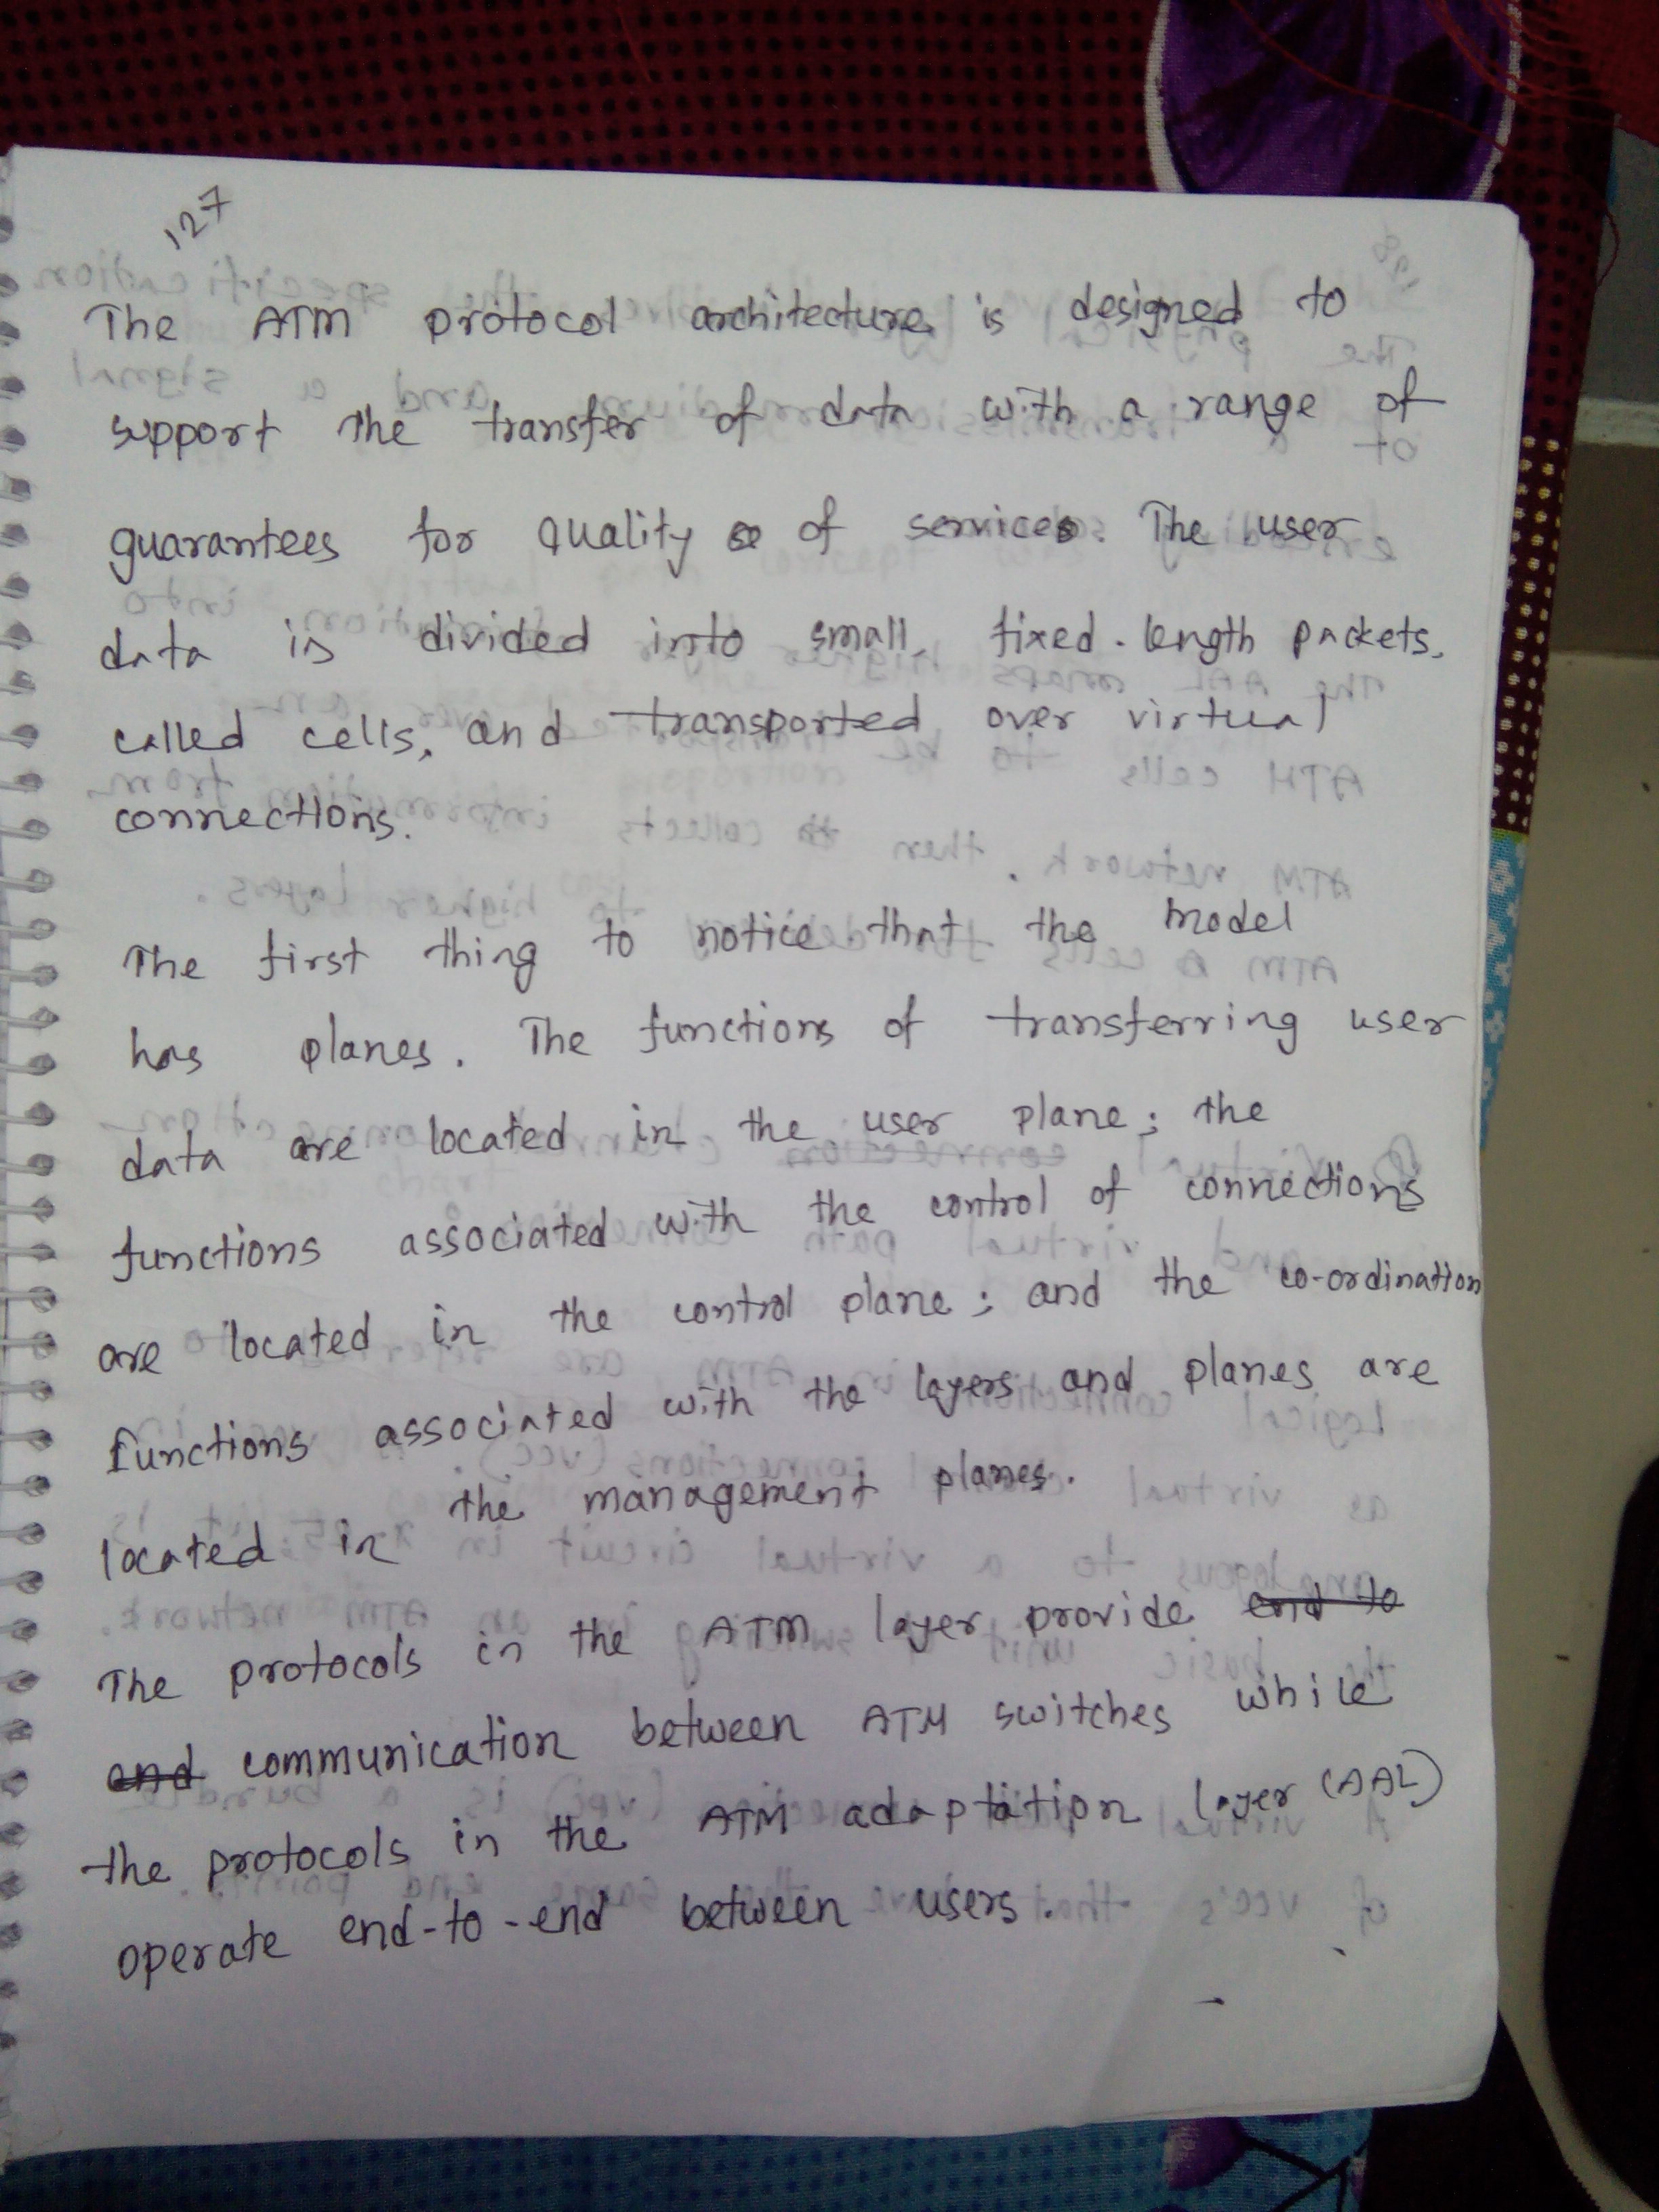 127
The ATM protocol architecture is designed to
support the transfer of data with a range of
guarantees for quality of services. The user
data is divided into small, fixed-length packets,
called cells, and transported over virtual
connections.
The first thing to notice that the model
has planes. The functions of transferring user
data are located in the user plane; the
functions associated with the control of connections
are located in the control plane; and the co-ordination
functions associated with the layers and planes are
located in the management planes.
The protocols in the ATM layer provide end to
end communication between ATM switches while
the protocols in the ATM adaptation layer (AAL)
operate end-to-end between users.